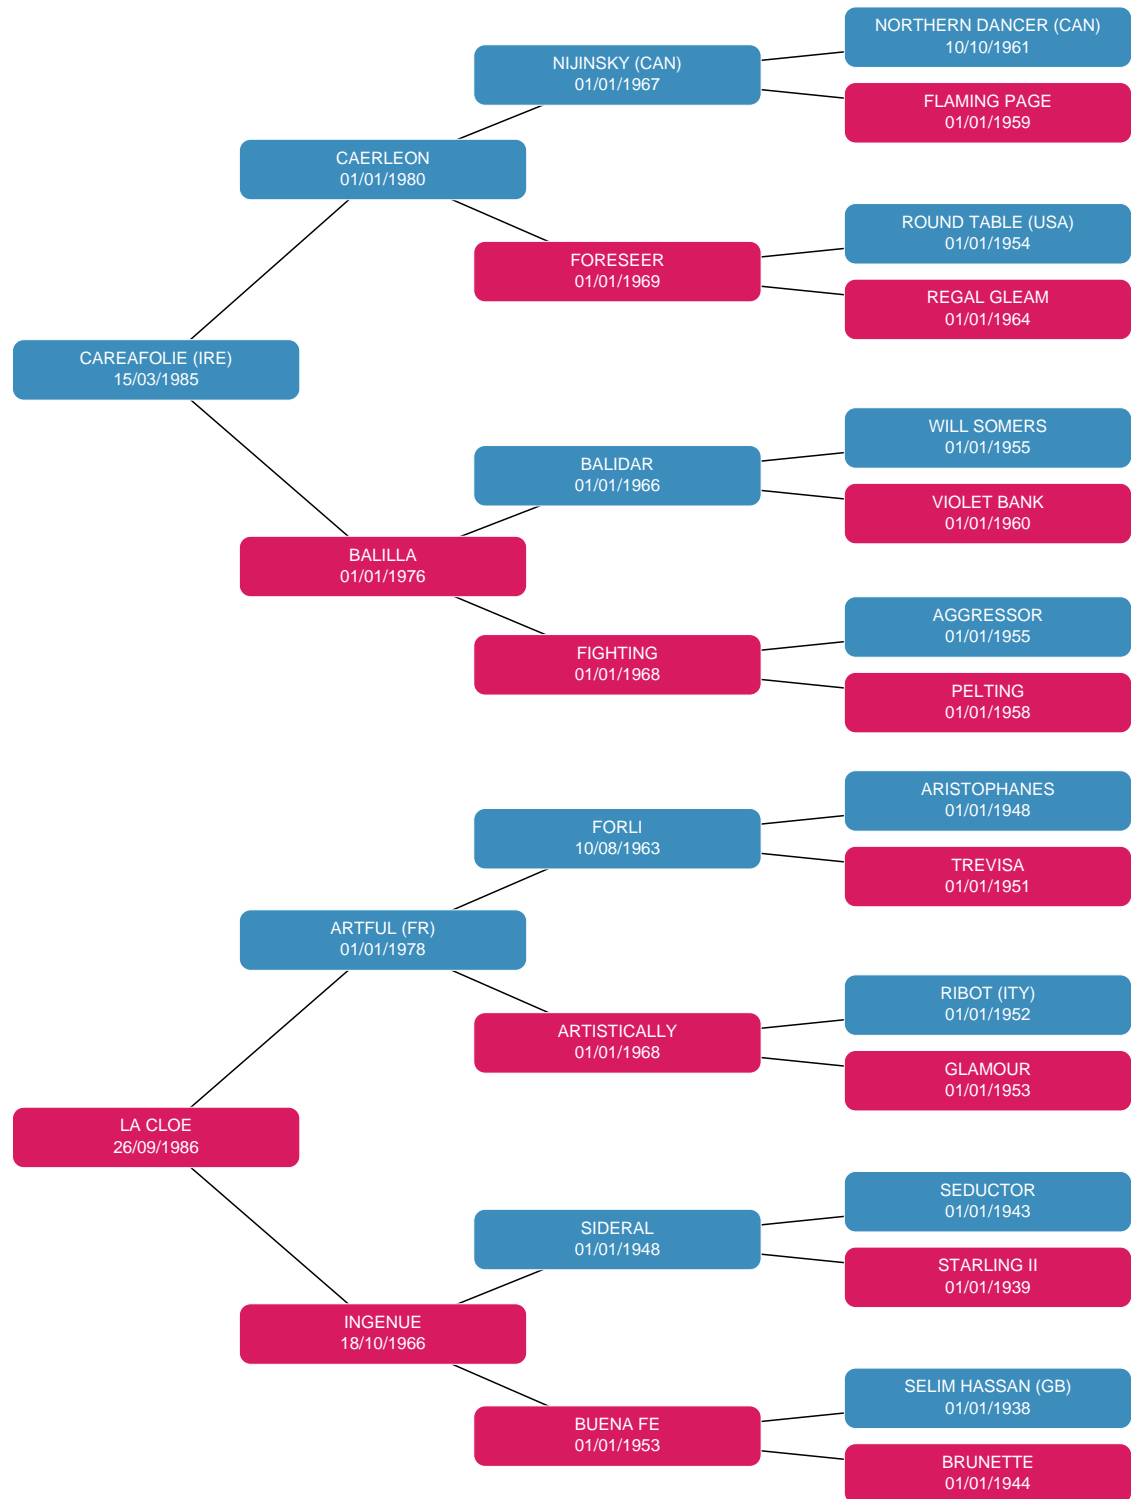 NORTHERN DANCER (CAN)
10/10/1961
NIJINSKY (CAN)
01/01/1967
FLAMING PAGE
01/01/1959
CAERLEON
01/01/1980
ROUND TABLE (USA)
01/01/1954
FORESEER
01/01/1969
REGAL GLEAM
01/01/1964
CAREAFOLIE (IRE)
15/03/1985
WILL SOMERS
01/01/1955
BALIDAR
01/01/1966
VIOLET BANK
01/01/1960
BALILLA
01/01/1976
AGGRESSOR
01/01/1955
FIGHTING
01/01/1968
PELTING
01/01/1958
ARISTOPHANES
01/01/1948
FORLI
10/08/1963
TREVISA
01/01/1951
ARTFUL (FR)
01/01/1978
RIBOT (ITY)
01/01/1952
ARTISTICALLY
01/01/1968
GLAMOUR
01/01/1953
LA CLOE
26/09/1986
SEDUCTOR
01/01/1943
SIDERAL
01/01/1948
STARLING II
01/01/1939
INGENUE
18/10/1966
SELIM HASSAN (GB)
01/01/1938
BUENA FE
01/01/1953
BRUNETTE
01/01/1944